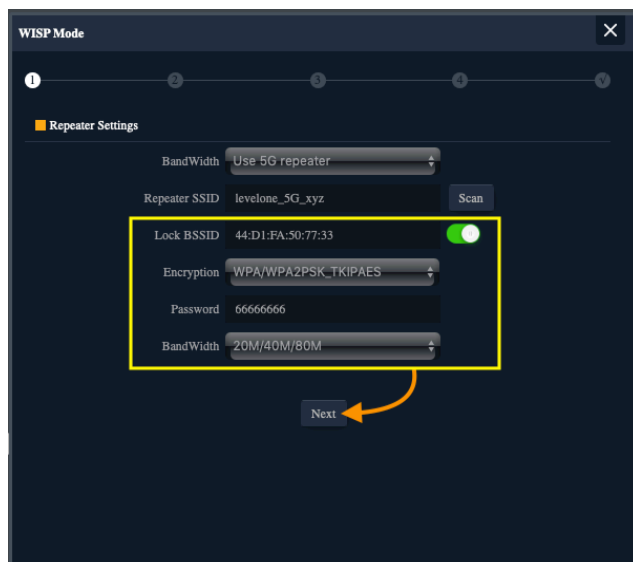 WISP Mode
1 2 3 4 √
Repeater Settings
BandWidth Use 5G repeater
Repeater SSID levelone_5G_xyz Scan
Lock BSSID 44:D1:FA:50:77:33
Encryption WPA/WPA2PSK_TKIPAES
Password 66666666
BandWidth 20M/40M/80M
Next